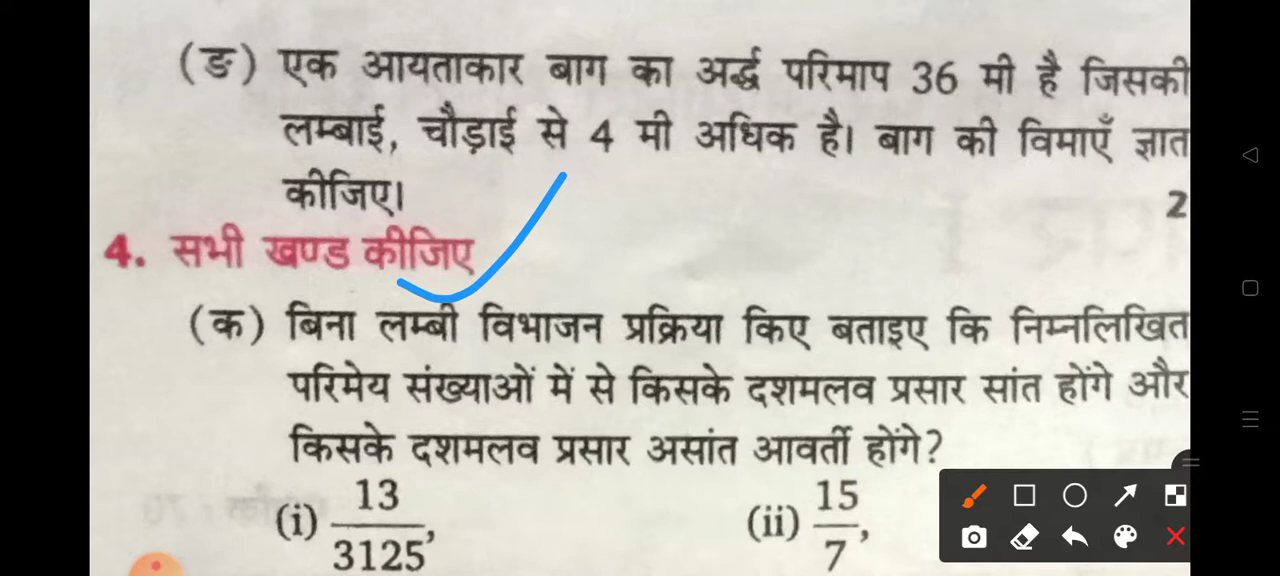 (ङ) एक आयताकार बाग का अर्द्ध परिमाप 36 मी है जिसकी
लम्बाई, चौड़ाई से 4 मी अधिक है। बाग की विमाएँ ज्ञात
कीजिए। 2
4. सभी खण्ड कीजिए
(क) बिना लम्बी विभाजन प्रक्रिया किए बताइए कि निम्नलिखित
परिमेय संख्याओं में से किसके दशमलव प्रसार सांत होंगे और
किसके दशमलव प्रसार असांत आवर्ती होंगे?
(i) 13/3125, (ii) 15/7,